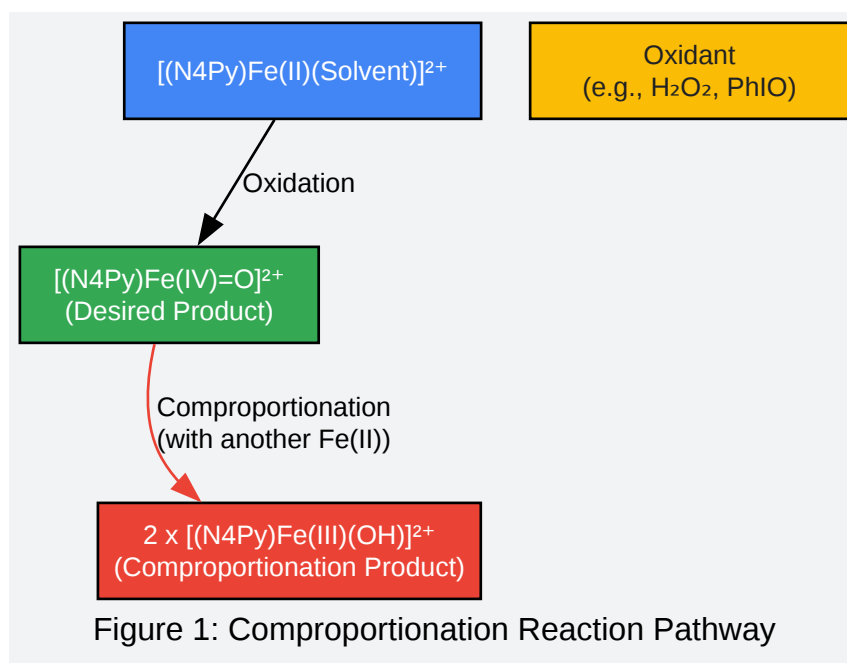 [(N4Py)Fe(II)(Solvent)]²⁺
Oxidant
(e.g., H₂O₂, PhIO)
Oxidation
[(N4Py)Fe(IV)=O]²⁺
(Desired Product)
Comproportionation
(with another Fe(II))
2 x [(N4Py)Fe(III)(OH)]²⁺
(Comproportionation Product)
Figure 1: Comproportionation Reaction Pathway